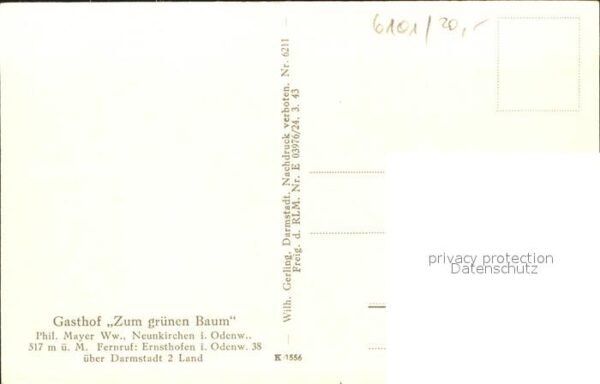 6101/20,-
Wilh. Gerling, Darmstadt. Nachdruck verboten. Nr. 6211
Freig. d. RLM. Nr. E 03976/24. 3. 43
privacy protection
Datenschutz
Gasthof „Zum grünen Baum“
Phil. Mayer Ww., Neunkirchen i. Odenw..
517 m ü. M. Fernruf: Ernsthofen i. Odenw. 38
über Darmstadt 2 Land
K 1556